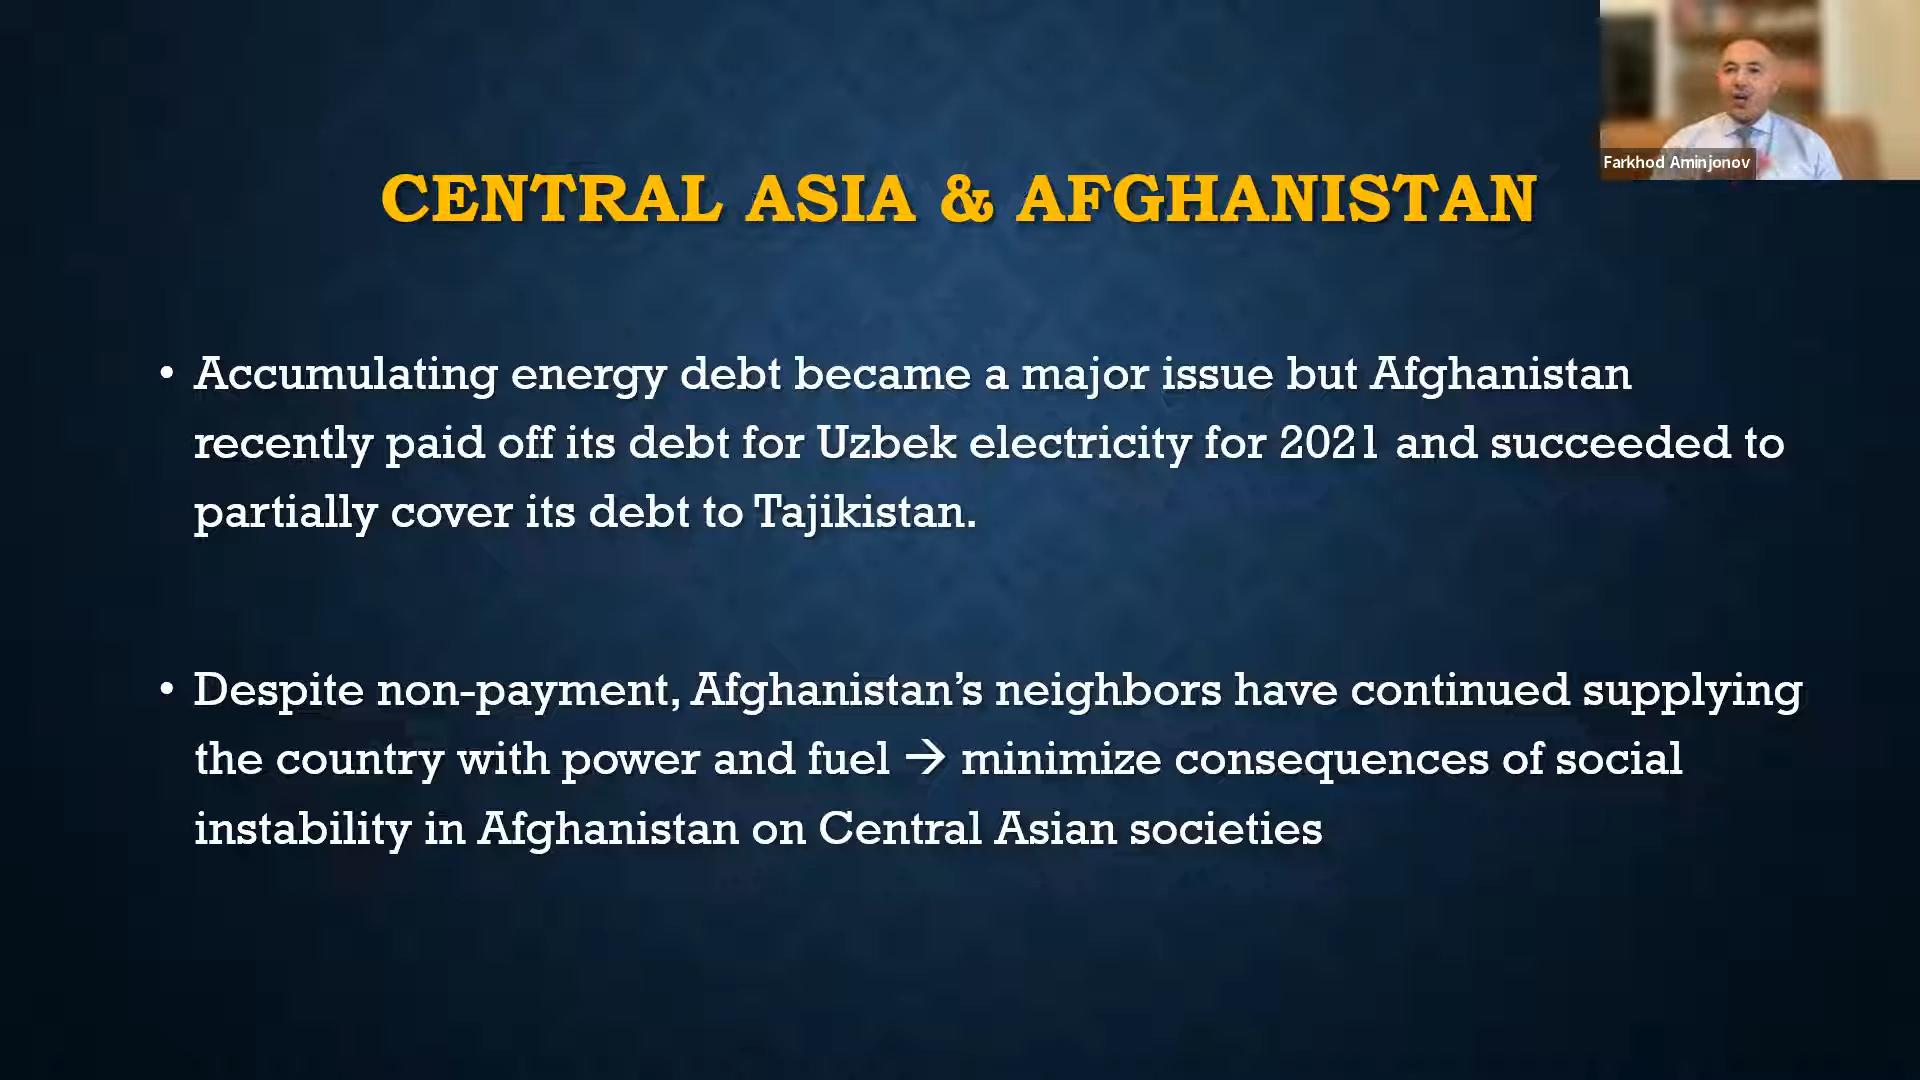 Farkhod Aminjonov
CENTRAL ASIA & AFGHANISTAN
• Accumulating energy debt became a major issue but Afghanistan
recently paid off its debt for Uzbek electricity for 2021 and succeeded to
partially cover its debt to Tajikistan.
• Despite non-payment, Afghanistan’s neighbors have continued supplying
the country with power and fuel → minimize consequences of social
instability in Afghanistan on Central Asian societies